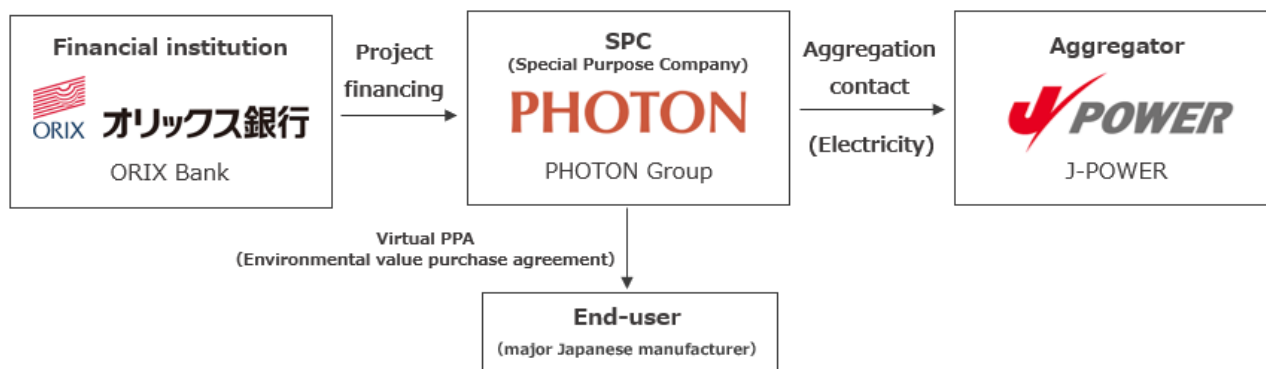 Financial institution
ORIX オリックス銀行
ORIX Bank
Project
financing
SPC
(Special Purpose Company)
PHOTON
PHOTON Group
Aggregation
contact
(Electricity)
Aggregator
J POWER
J-POWER
Virtual PPA
(Environmental value purchase agreement)
End-user
(major Japanese manufacturer)